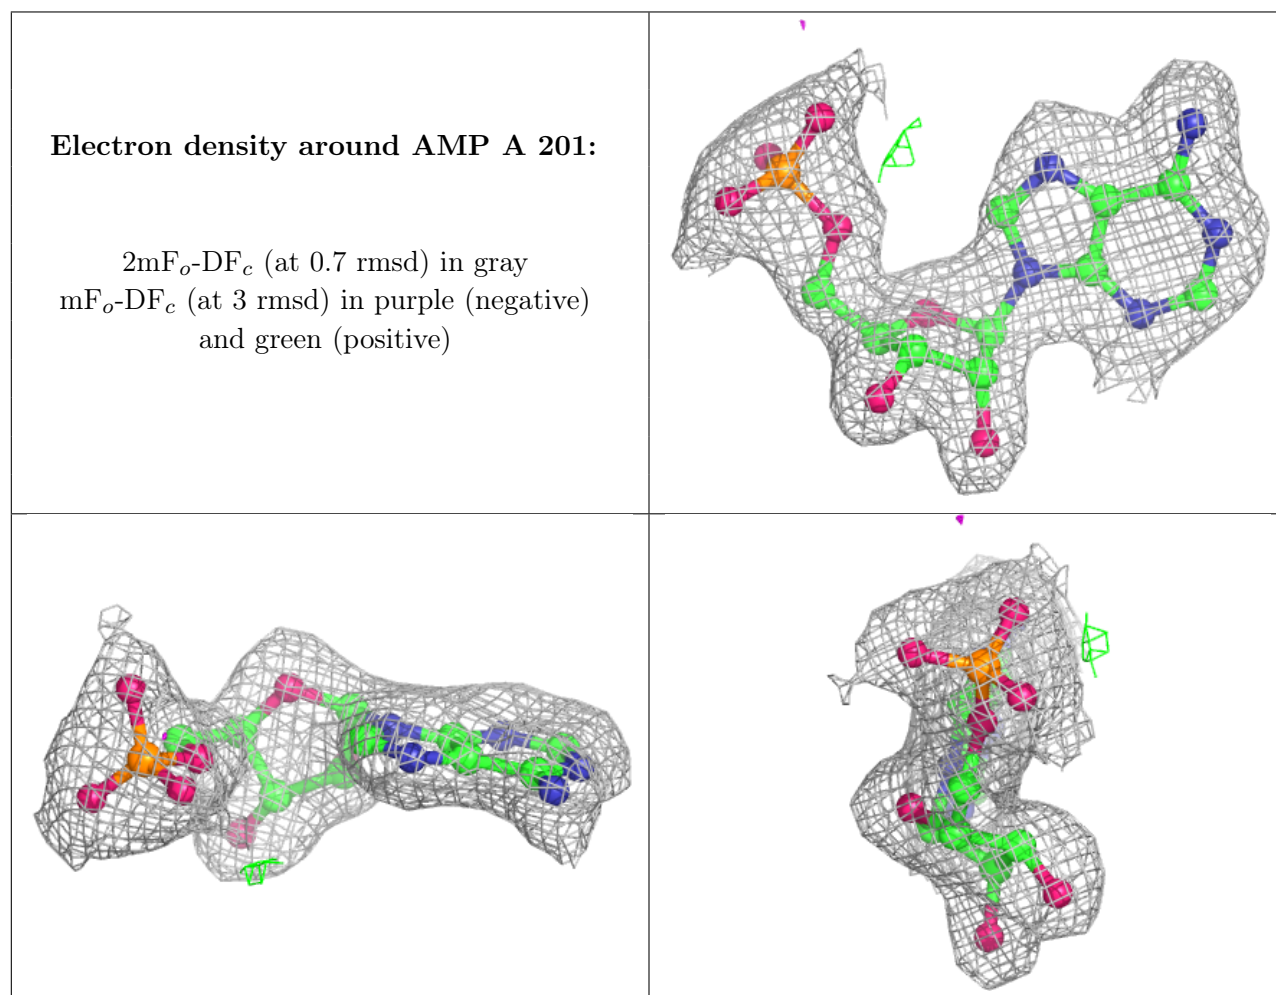 Electron density around AMP A 201:
2mFo-DFc (at 0.7 rmsd) in gray
mFo-DFc (at 3 rmsd) in purple (negative)
and green (positive)